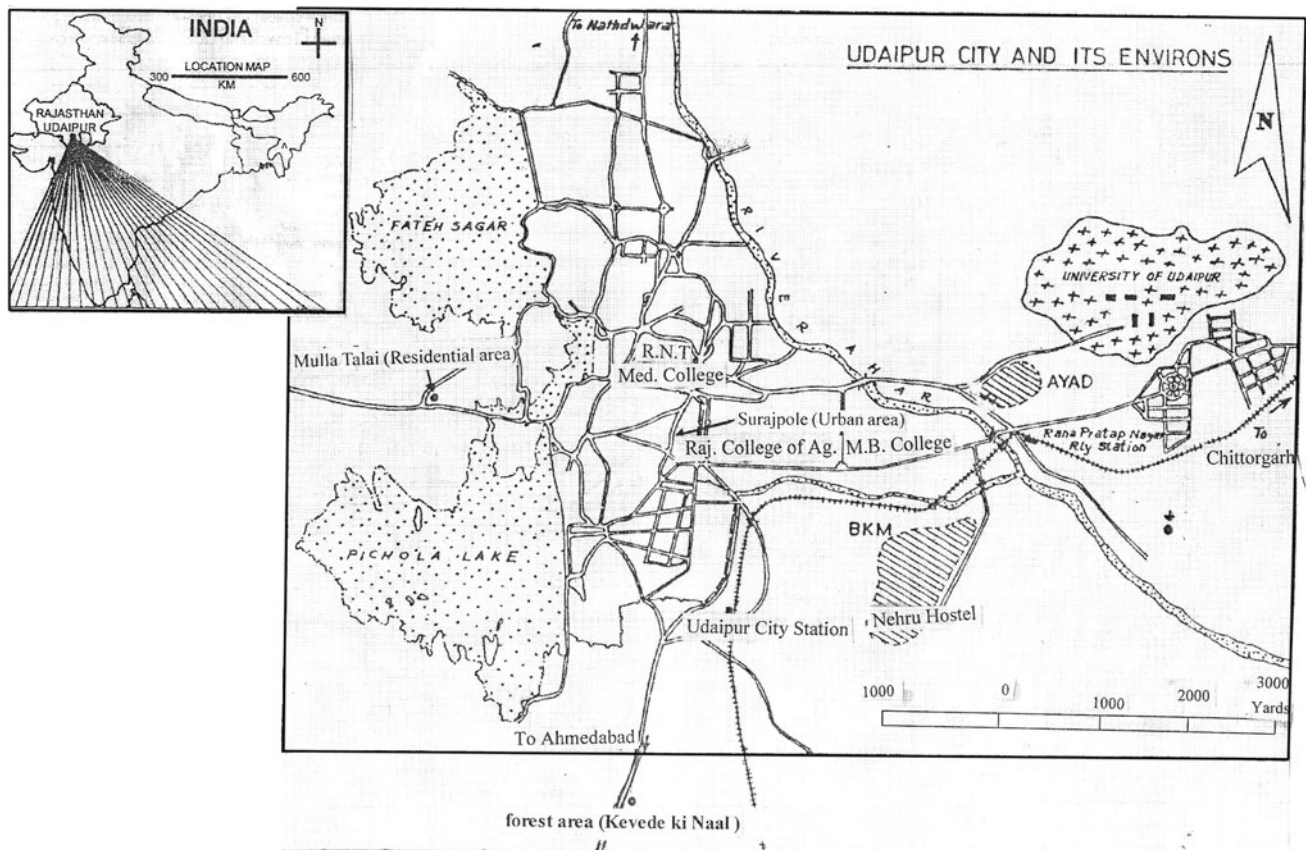 INDIA
N
LOCATION MAP
300 600
KM
RAJASTHAN
UDAIPUR
To Nathdwara
UDAIPUR CITY AND ITS ENVIRONS
N
FATEH SAGAR
RIVER AHAR
UNIVERSITY OF UDAIPUR
Mulla Talai (Residential area)
R.N.T.
Med. College
AYAD
Surajpole (Urban area)
Raj. College of Ag.
M.B. College
Rana Pratap Nagar
Rly Station
To
Chittorgarh
PICHOLA LAKE
BKM
Udaipur City Station
Nehru Hostel
1000 0 1000 2000 3000
Yards
To Ahmedabad
forest area (Kevede ki Naal )